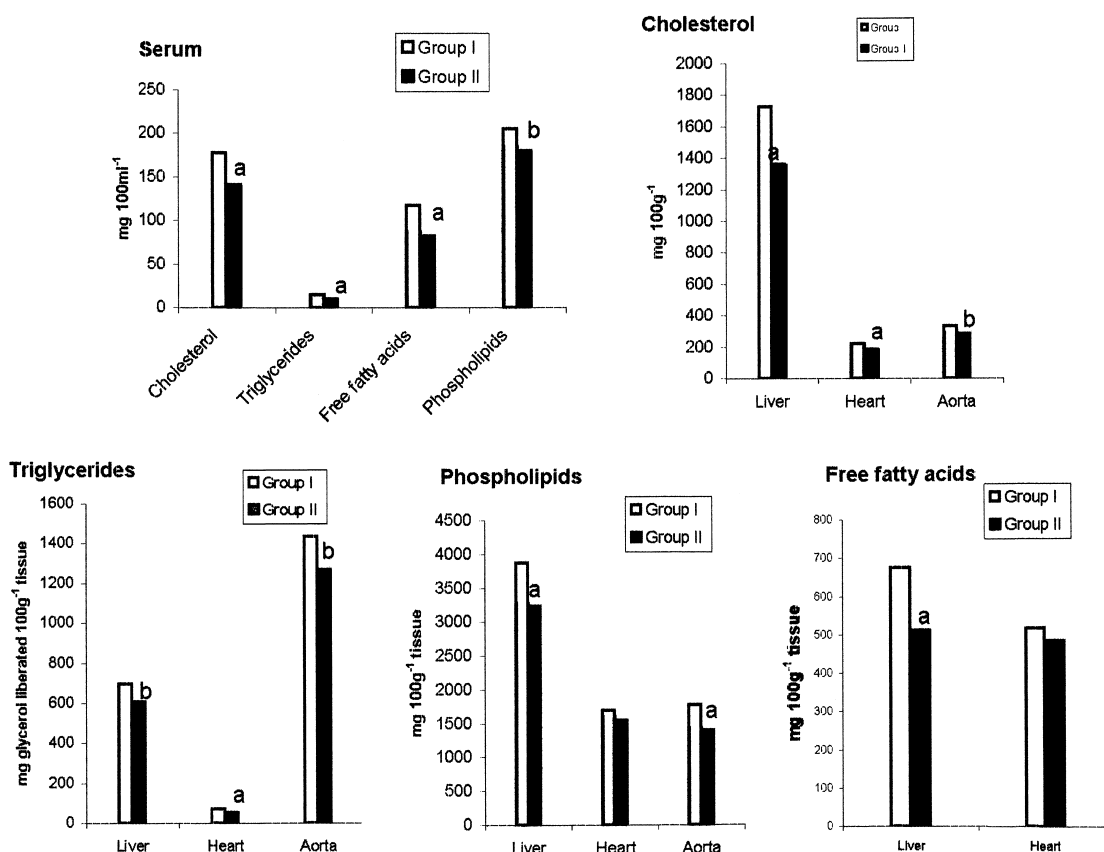 Serum
Group I
Group II
mg 100ml⁻¹
250
200
150
100
50
0
a
a
a
b
Cholesterol
Triglycerides
Free fatty acids
Phospholipids
Cholesterol
Group
Group I
mg 100g⁻¹
2000
1800
1600
1400
1200
1000
800
600
400
200
0
a
a
b
Liver Heart Aorta
Triglycerides
Group I
Group II
mg glycerol liberated 100g⁻¹ tissue
1600
1400
1200
1000
800
600
400
200
0
b
a
b
Liver Heart Aorta
Phospholipids
Group I
Group II
mg 100g⁻¹ tissue
4500
4000
3500
3000
2500
2000
1500
1000
500
0
a
a
Liver Heart Aorta
Free fatty acids
Group I
Group II
mg 100g⁻¹ tissue
800
700
600
500
400
300
200
100
0
a
Liver Heart